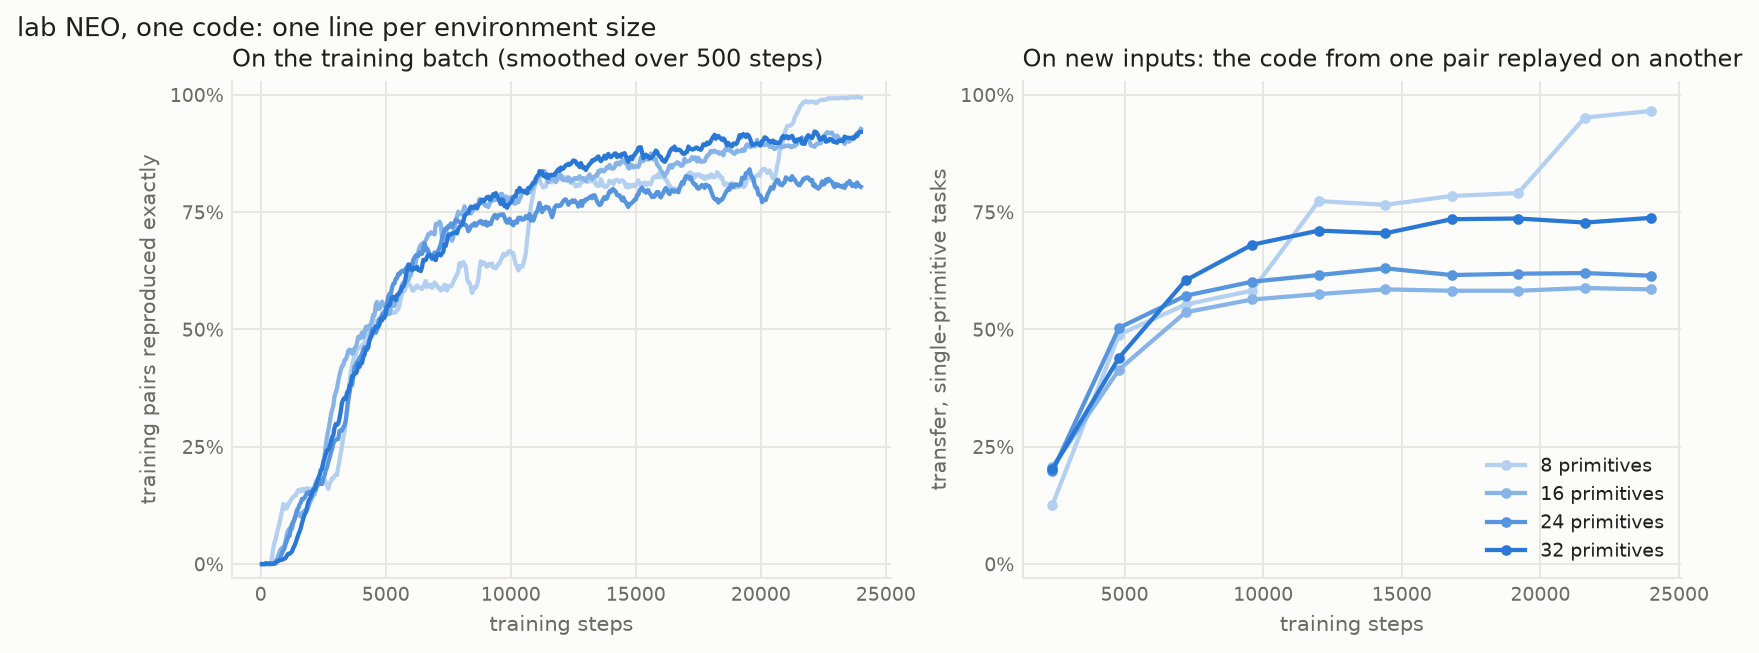 lab NEO, one code: one line per environment size
On the training batch (smoothed over 500 steps)
training pairs reproduced exactly
100%
75%
50%
25%
0%
0 5000 10000 15000 20000 25000
training steps
On new inputs: the code from one pair replayed on another
transfer, single-primitive tasks
100%
75%
50%
25%
0%
8 primitives
16 primitives
24 primitives
32 primitives
5000 10000 15000 20000 25000
training steps